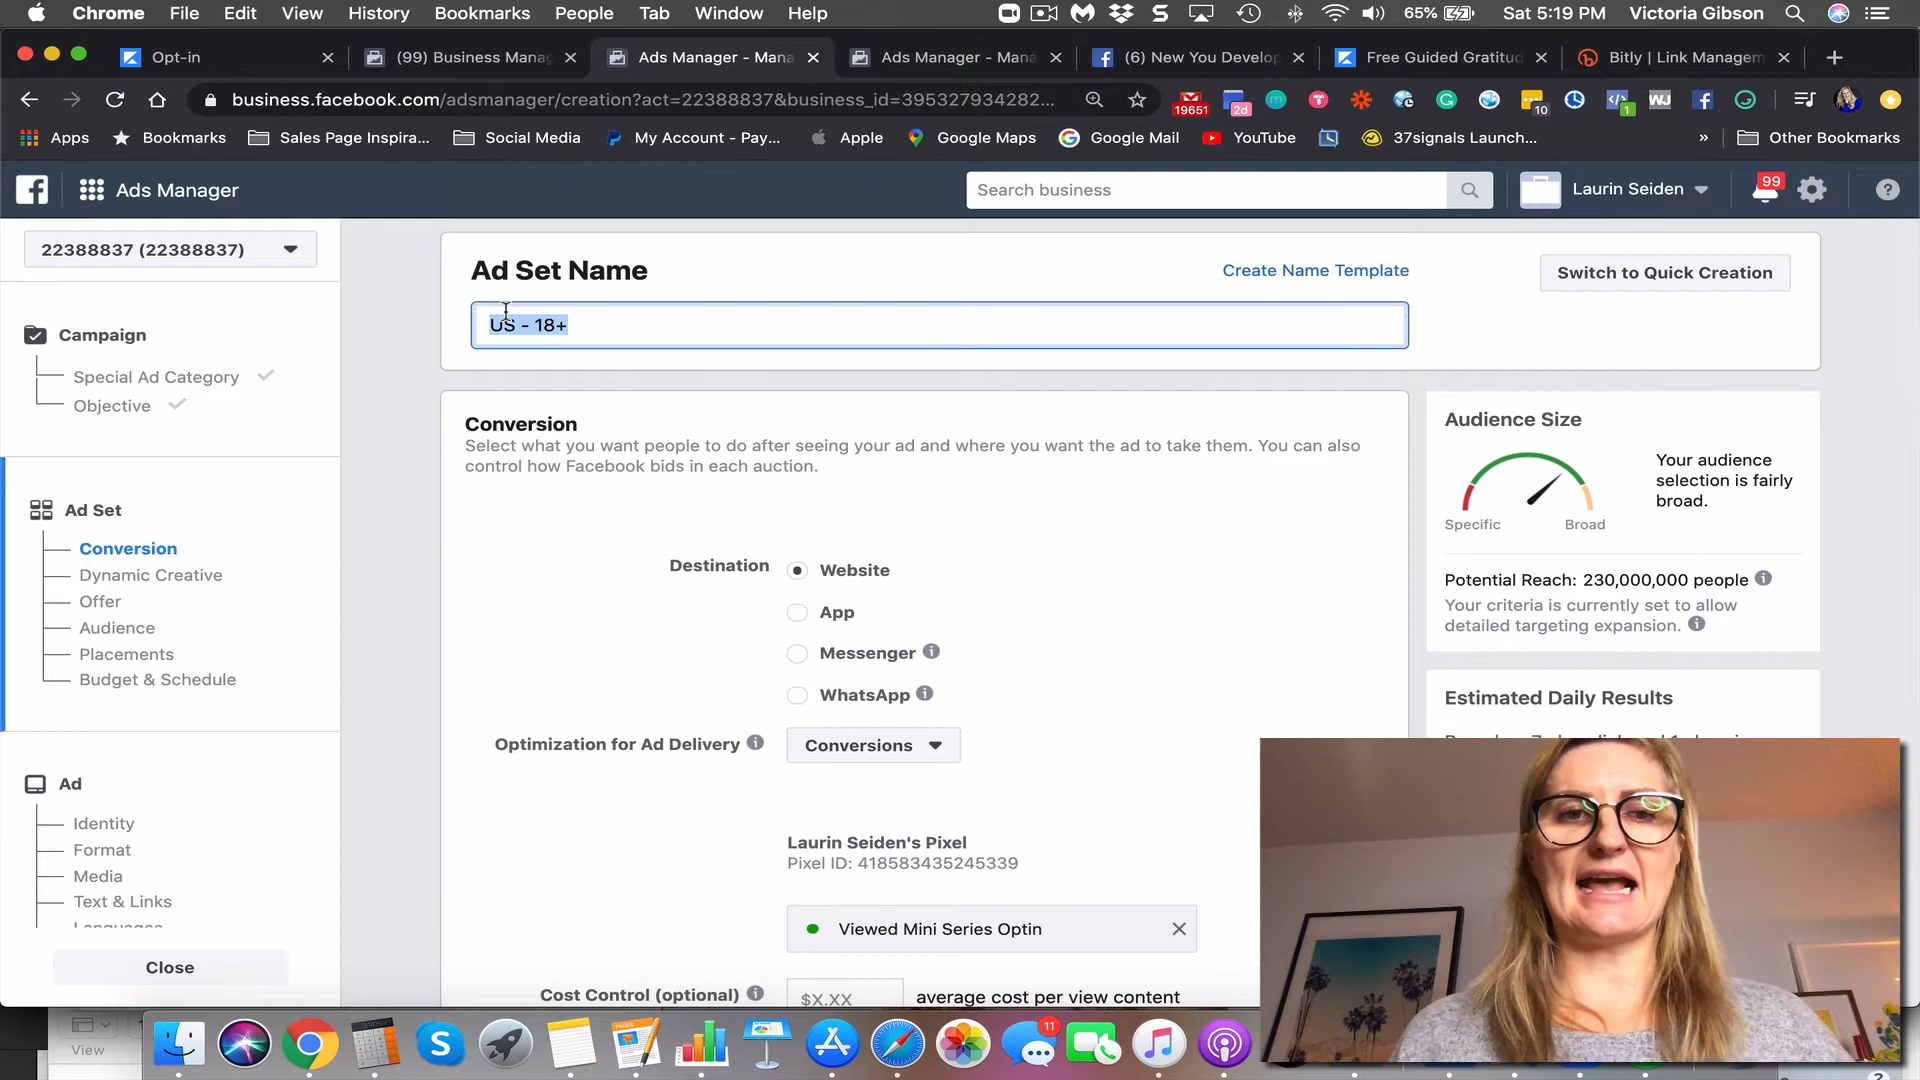 Chrome File Edit View History Bookmarks People Tab Window Help 65% Sat 5:19 PM Victoria Gibson
Opt-in (99) Business Mana Ads Manager - Mana Ads Manager - Mana (6) New You Develop Free Guided Gratitud Bitly | Link Managem
business.facebook.com/adsmanager/creation?act=22388837&business_id=395327934282... 19651 2d 10 1
Apps Bookmarks Sales Page Inspira... Social Media My Account - Pay... Apple Google Maps Google Mail YouTube 37signals Launch... » Other Bookmarks
Ads Manager Search business Laurin Seiden 99
22388837 (22388837)
Campaign
Special Ad Category
Objective
Ad Set
Conversion
Dynamic Creative
Offer
Audience
Placements
Budget & Schedule
Ad
Identity
Format
Media
Text & Links
Languages
Close
Ad Set Name Create Name Template Switch to Quick Creation
US - 18+
Conversion
Select what you want people to do after seeing your ad and where you want the ad to take them. You can also
control how Facebook bids in each auction.
Destination Website
App
Messenger
WhatsApp
Optimization for Ad Delivery Conversions
Laurin Seiden's Pixel
Pixel ID: 418583435245339
Viewed Mini Series Optin
Cost Control (optional) $X.XX average cost per view content
Audience Size
Your audience
selection is fairly
broad.
Specific Broad
Potential Reach: 230,000,000 people
Your criteria is currently set to allow
detailed targeting expansion.
Estimated Daily Results
View
11